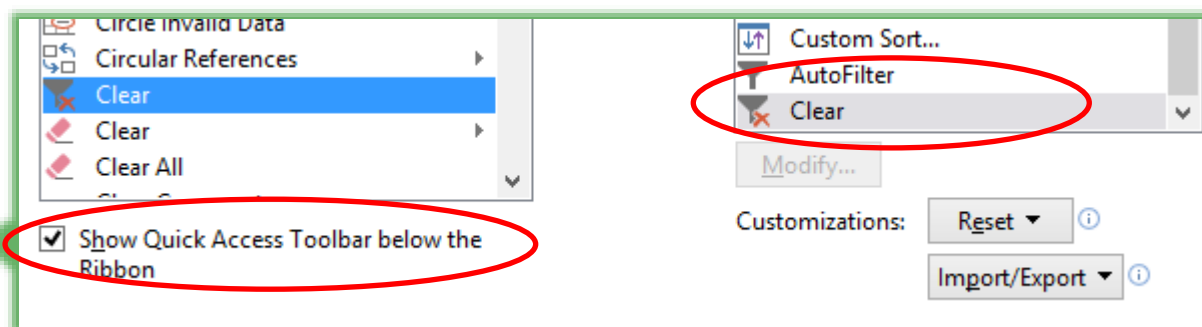 Circle Invalid Data
Circular References
Clear
Clear
Clear All
Show Quick Access Toolbar below the
Ribbon
Custom Sort...
AutoFilter
Clear
Modify...
Customizations:
Reset
Import/Export